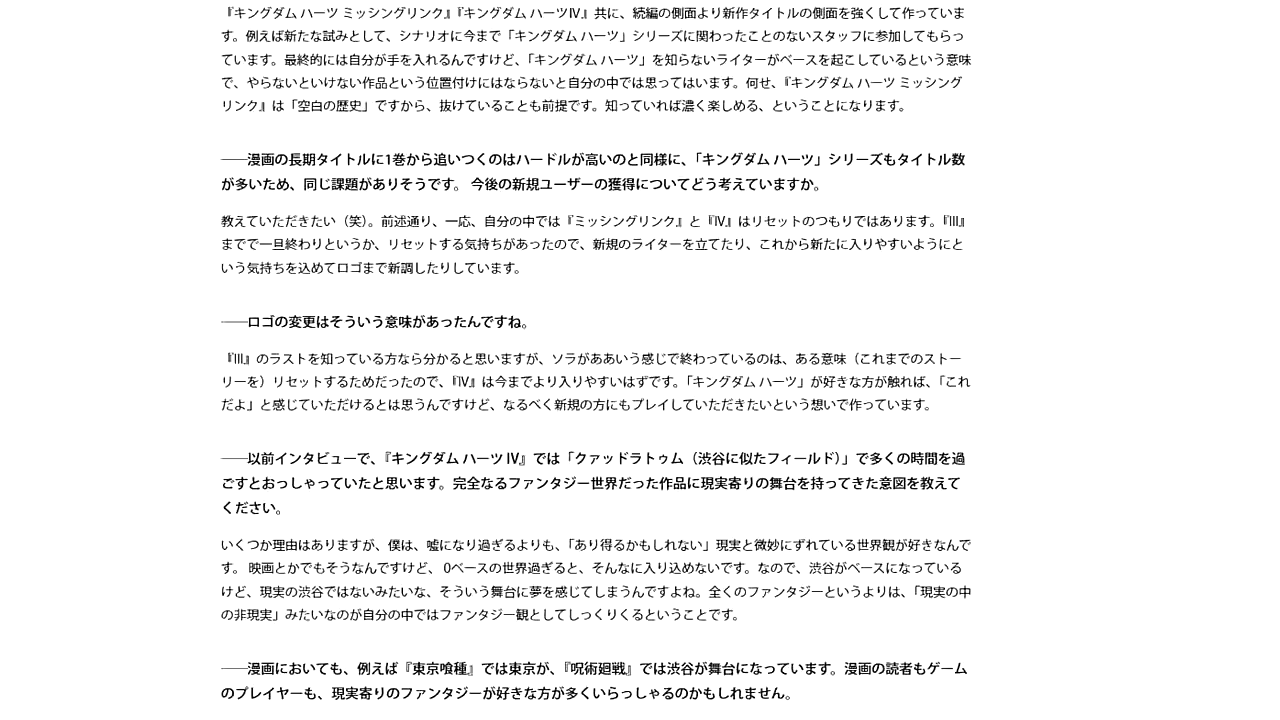 『キングダム ハーツ ミッシングリンク』『キングダム ハーツⅣ』共に、続編の側面より新作タイトルの側面を強くして作っていま
す。例えば新たな試みとして、シナリオに今まで「キングダム ハーツ」シリーズに関わったことのないスタッフに参加してもらっ
ています。最終的には自分が手を入れるんですけど、「キングダム ハーツ」を知らないライターがベースを起こしているという意味
で、やらないといけない作品という位置付けにはならないと自分の中では思ってはいます。何せ、『キングダム ハーツ ミッシング
リンク』は「空白の歴史」ですから、抜けていることも前提です。知っていれば濃く楽しめる、ということになります。
──漫画の長期タイトルに1巻から追いつくのはハードルが高いのと同様に、「キングダム ハーツ」シリーズもタイトル数
が多いため、同じ課題がありそうです。 今後の新規ユーザーの獲得についてどう考えていますか。
教えていただきたい（笑）。前述通り、一応、自分の中では『ミッシングリンク』と『Ⅳ』はリセットのつもりではあります。『Ⅲ』
までで一旦終わりというか、リセットする気持ちがあったので、新規のライターを立てたり、これから新たに入りやすいようにと
いう気持ちを込めてロゴまで新調したりしています。
──ロゴの変更はそういう意味があったんですね。
『Ⅲ』のラストを知っている方なら分かると思いますが、ソラがああいう感じで終わっているのは、ある意味（これまでのストー
リーを）リセットするためだったので、『Ⅳ』は今までより入りやすいはずです。「キングダム ハーツ」が好きな方が触れば、「これ
だよ」と感じていただけるとは思うんですけど、なるべく新規の方にもプレイしていただきたいという想いで作っています。
──以前インタビューで、『キングダム ハーツ Ⅳ』では「クァッドラトゥム（渋谷に似たフィールド）」で多くの時間を過
ごすとおっしゃっていたと思います。完全なるファンタジー世界だった作品に現実寄りの舞台を持ってきた意図を教えて
ください。
いくつか理由はありますが、僕は、嘘になり過ぎるよりも、「あり得るかもしれない」現実と微妙にずれている世界観が好きなんで
す。 映画とかでもそうなんですけど、 0ベースの世界過ぎると、そんなに入り込めないです。なので、渋谷がベースになっている
けど、現実の渋谷ではないみたいな、そういう舞台に夢を感じてしまうんですよね。全くのファンタジーというよりは、「現実の中
の非現実」みたいなのが自分の中ではファンタジー観としてしっくりくるということです。
──漫画においても、例えば『東京喰種』では東京が、『呪術廻戦』では渋谷が舞台になっています。漫画の読者もゲーム
のプレイヤーも、現実寄りのファンタジーが好きな方が多くいらっしゃるのかもしれません。